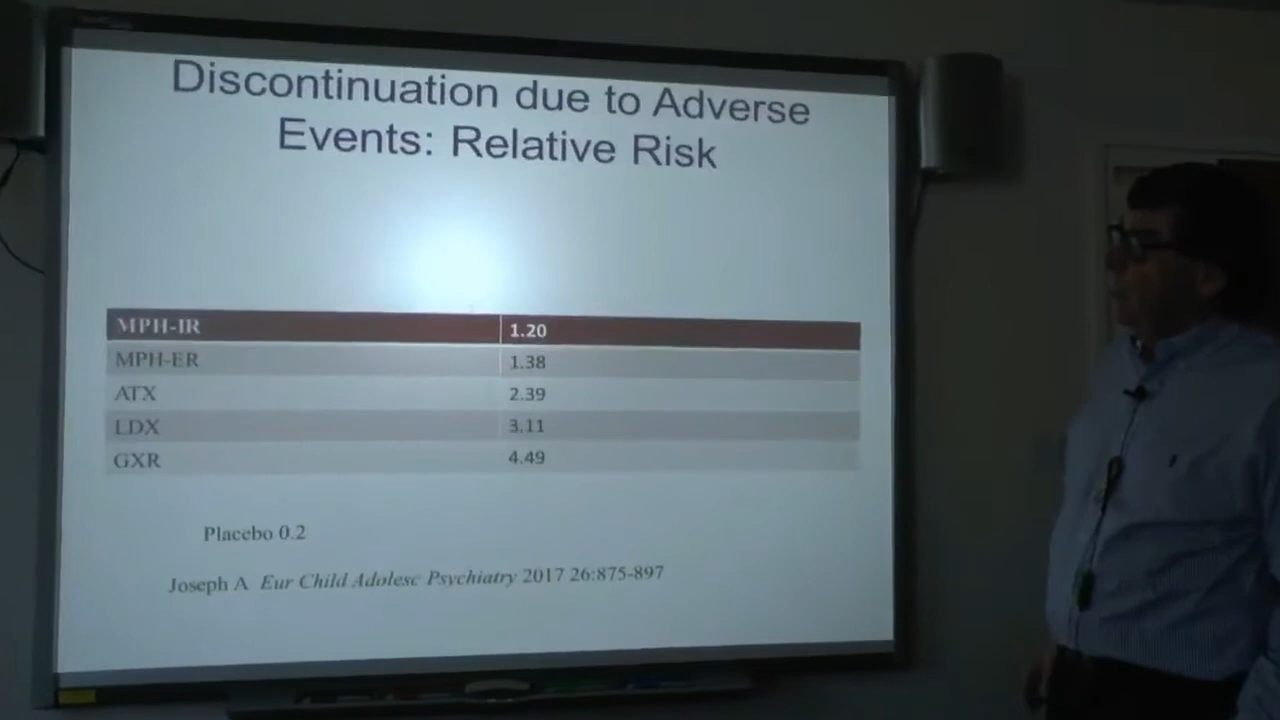 Discontinuation due to Adverse
Events: Relative Risk
MPH-IR 1.20
MPH-ER 1.38
ATX 2.39
LDX 3.11
GXR 4.49
Placebo 0.2
Joseph A Eur Child Adolesc Psychiatry 2017 26:875-897